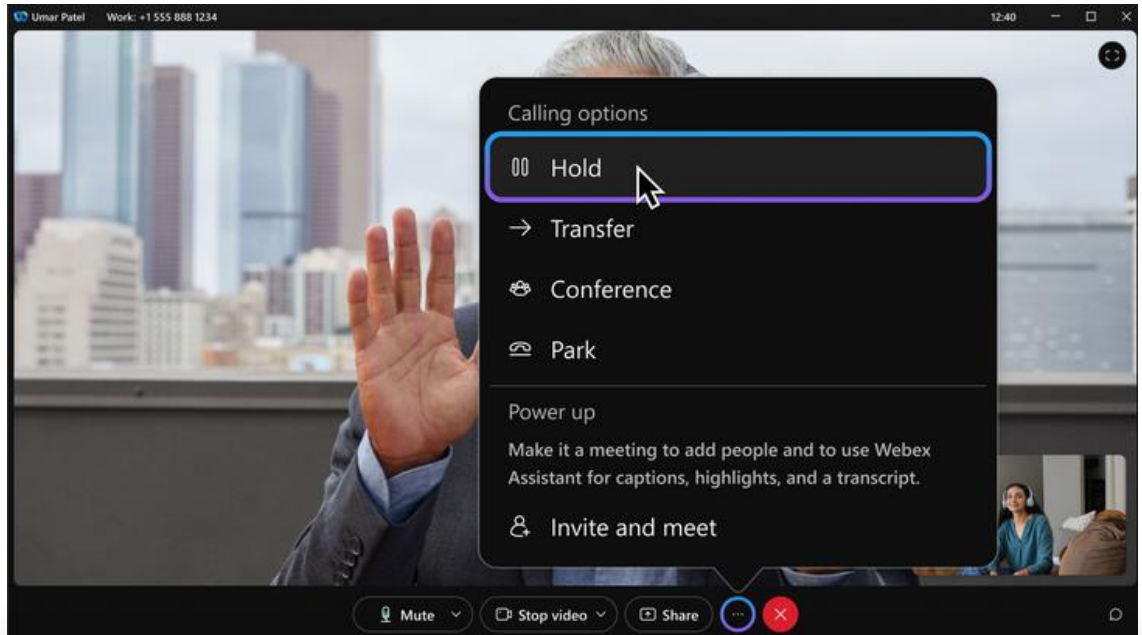 Umar Patel Work: +1 555 888 1234 12:40
Calling options
Hold
Transfer
Conference
Park
Power up
Make it a meeting to add people and to use Webex
Assistant for captions, highlights, and a transcript.
Invite and meet
Mute Stop video Share